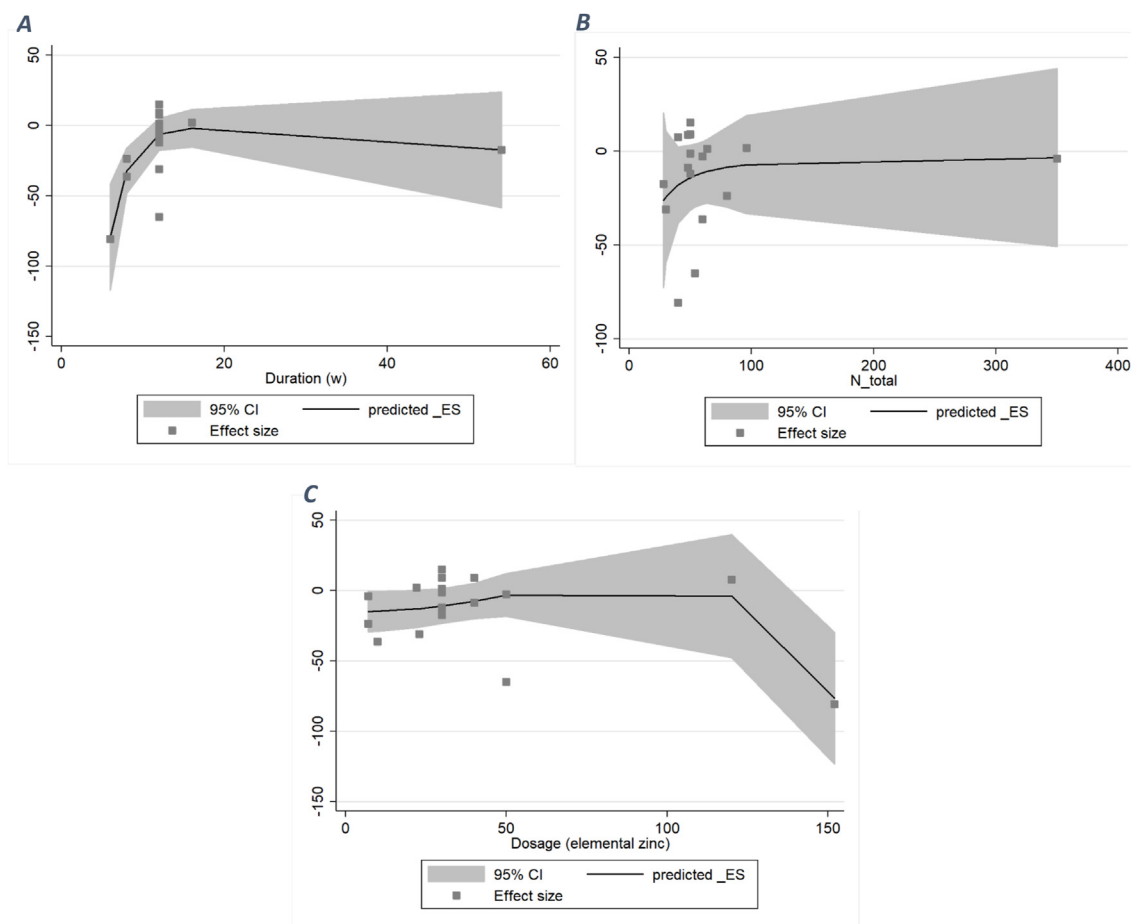 A
50
0
-50
-100
-150
0 20 40 60
Duration (w)
95% CI predicted _ES
Effect size
B
50
0
-50
-100
0 100 200 300 400
N_total
95% CI predicted _ES
Effect size
C
50
0
-50
-100
-150
0 50 100 150
Dosage (elemental zinc)
95% CI predicted _ES
Effect size